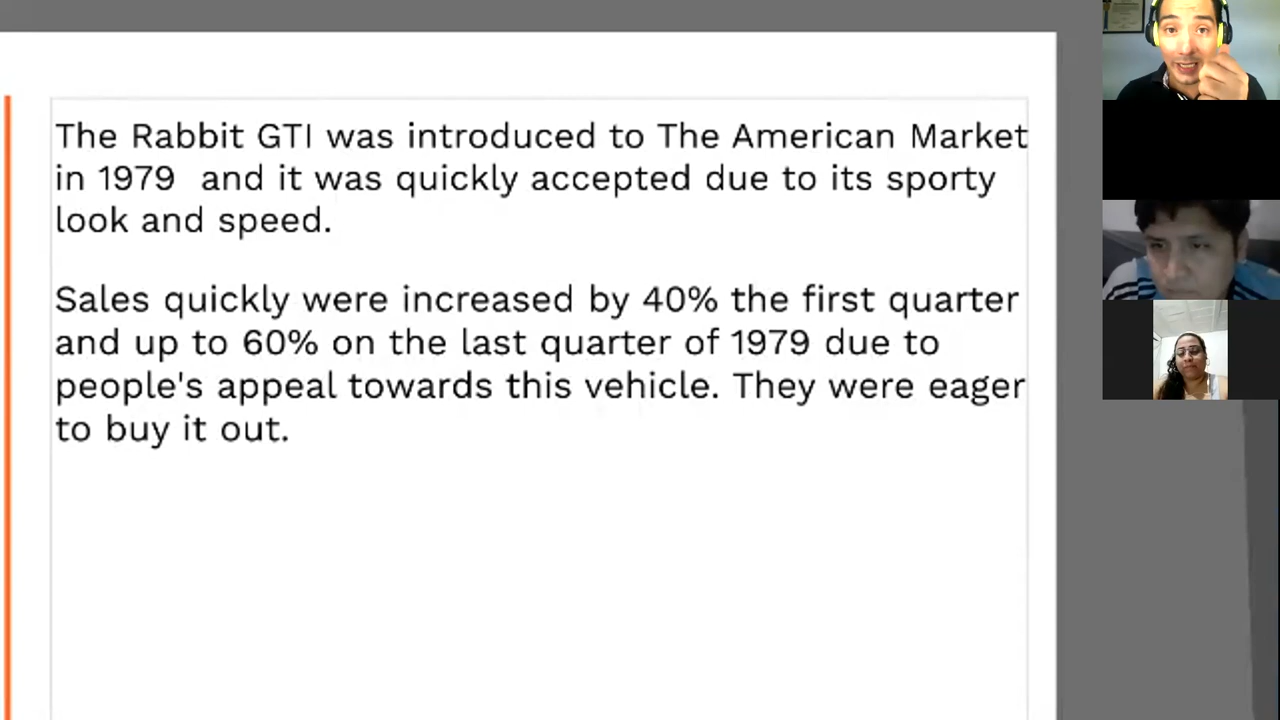 The Rabbit GTI was introduced to The American Market
in 1979  and it was quickly accepted due to its sporty
look and speed.
Sales quickly were increased by 40% the first quarter
and up to 60% on the last quarter of 1979 due to
people's appeal towards this vehicle. They were eager
to buy it out.